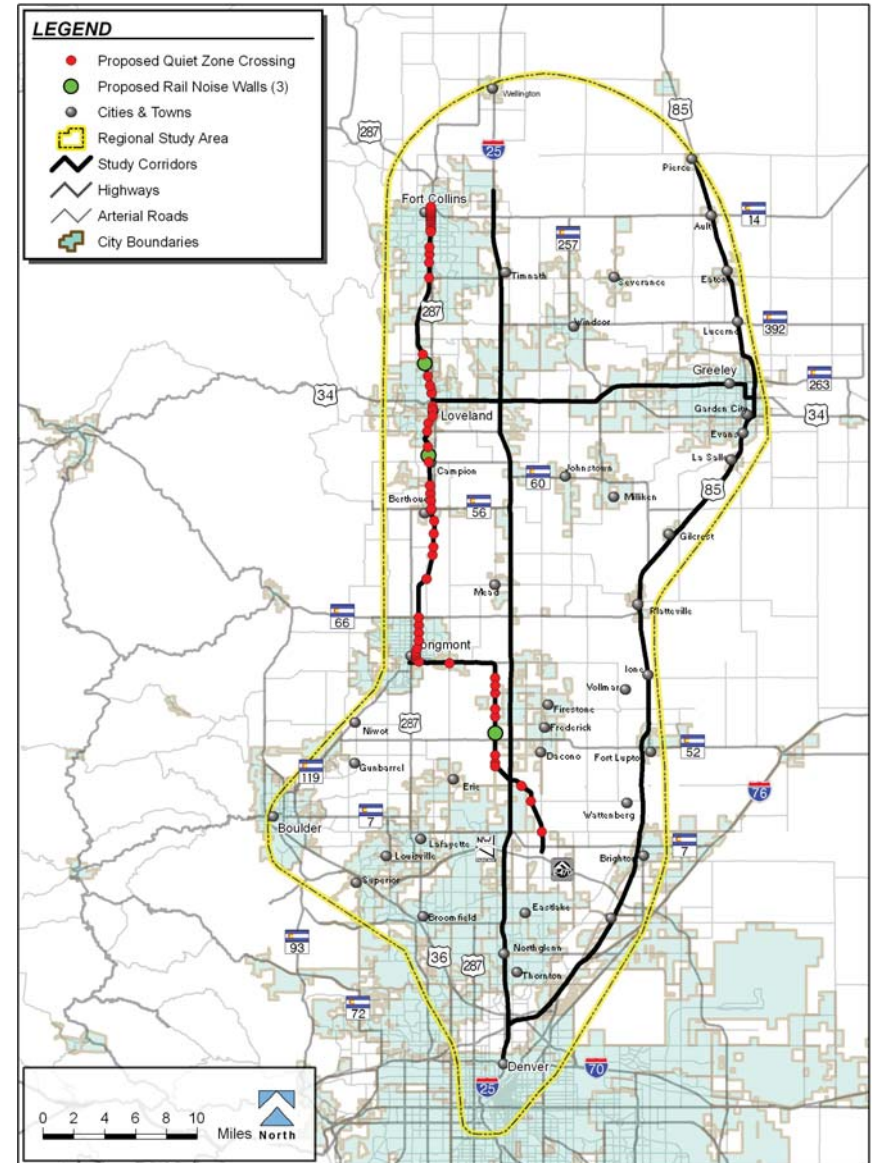 LEGEND
Proposed Quiet Zone Crossing
Proposed Rail Noise Walls (3)
Cities & Towns
Regional Study Area
Study Corridors
Highways
Arterial Roads
City Boundaries
Wellington
85
287
25
Pierce
Fort Collins
14
Ault
257
Timnath
Severance
Eaton
287
Windsor
Lucerne
392
Greeley
263
34
Garden City
34
Loveland
Evans
La Salle
Campion
Johnstown
60
85
Berthoud
56
Milliken
Gilcrest
Mead
Platteville
66
Longmont
Ione
Vollmar
Firestone
Niwot
287
Frederick
Dacono
Fort Lupton
52
Gunbarrel
119
Erie
76
Wattenberg
7
Boulder
Lafayette
Louisville
Brighton
7
Superior
Eastlake
Broomfield
93
36
287
Northglenn
Thornton
72
Denver
70
25
0 2 4 6 8 10
Miles
North